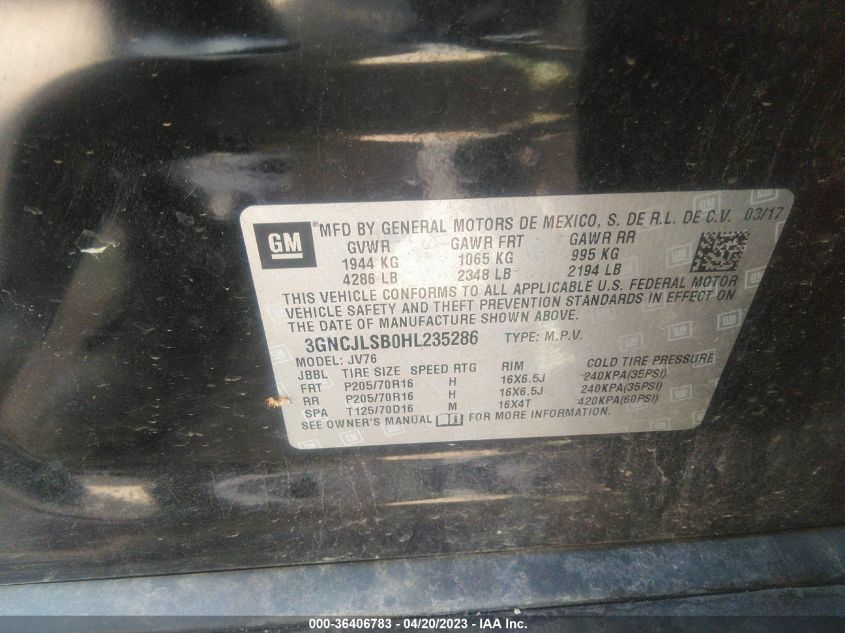 GM ®MFD BY GENERAL MOTORS DE MEXICO, S. DE R.L. DE C.V. 03/17
GVWR GAWR FRT GAWR RR
1944 KG 1065 KG 995 KG
4286 LB 2348 LB 2194 LB
THIS VEHICLE CONFORMS TO ALL APPLICABLE U.S. FEDERAL MOTOR
VEHICLE SAFETY AND THEFT PREVENTION STANDARDS IN EFFECT ON
THE DATE OF MANUFACTURE SHOWN ABOVE.
3GNCJLSB0HL235286 TYPE: M.P.V.
MODEL: JV76
JBBL TIRE SIZE SPEED RTG RIM COLD TIRE PRESSURE
FRT P205/70R16 H 16X6.5J 240KPA(35PSI)
RR P205/70R16 H 16X6.5J 240KPA(35PSI)
SPA T125/70D16 M 16X4T 420KPA(60PSI)
SEE OWNER'S MANUAL FOR MORE INFORMATION.
3-36406783 - 04/20/2023 - IAA Inc.